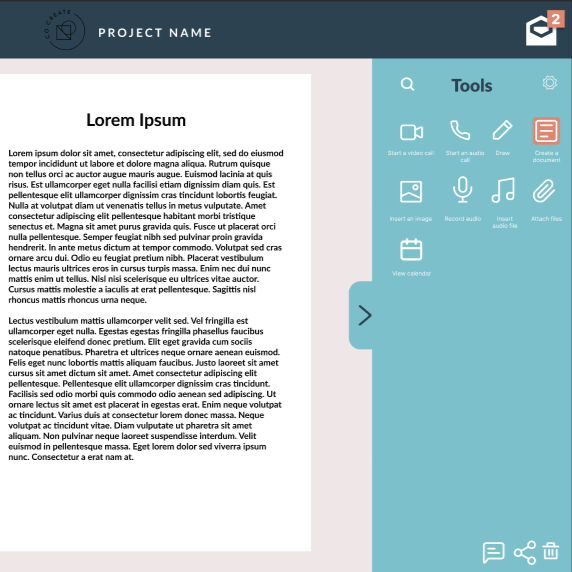 CO-CREATE
PROJECT NAME
2
Lorem Ipsum
Lorem ipsum dolor sit amet, consectetur adipiscing elit, sed do eiusmod
tempor incididunt ut labore et dolore magna aliqua. Rutrum quisque
non tellus orci ac auctor augue mauris augue. Euismod lacinia at quis
risus. Est ullamcorper eget nulla facilisi etiam dignissim diam quis. Est
pellentesque elit ullamcorper dignissim cras tincidunt lobortis feugiat.
Nulla at volutpat diam ut venenatis tellus in metus vulputate. Amet
consectetur adipiscing elit pellentesque habitant morbi tristique
senectus et. Magna sit amet purus gravida quis. Fusce ut placerat orci
nulla pellentesque. Semper feugiat nibh sed pulvinar proin gravida
hendrerit. In ante metus dictum at tempor commodo. Volutpat sed cras
ornare arcu dui. Odio eu feugiat pretium nibh. Placerat vestibulum
lectus mauris ultrices eros in cursus turpis massa. Enim nec dui nunc
mattis enim ut tellus. Nisl nisi scelerisque eu ultrices vitae auctor.
Cursus mattis molestie a iaculis at erat pellentesque. Sagittis nisl
rhoncus mattis rhoncus urna neque.
Lectus vestibulum mattis ullamcorper velit sed. Vel fringilla est
ullamcorper eget nulla. Egestas egestas fringilla phasellus faucibus
scelerisque eleifend donec pretium. Elit eget gravida cum sociis
natoque penatibus. Pharetra et ultrices neque ornare aenean euismod.
Felis eget nunc lobortis mattis aliquam faucibus. Justo laoreet sit amet
cursus sit amet dictum sit amet. Amet consectetur adipiscing elit
pellentesque. Pellentesque elit ullamcorper dignissim cras tincidunt.
Facilisis sed odio morbi quis commodo odio aenean sed adipiscing. Ut
ornare lectus sit amet est placerat in egestas erat. Enim neque volutpat
ac tincidunt. Varius duis at consectetur lorem donec massa. Neque
volutpat ac tincidunt vitae. Diam vulputate ut pharetra sit amet
aliquam. Non pulvinar neque laoreet suspendisse interdum. Velit
euismod in pellentesque massa. Eget lorem dolor sed viverra ipsum
nunc. Consectetur a erat nam at.
Tools
Start a video call
Start an audio
call
Draw
Create a
document
Insert an image
Record audio
Insert
audio file
Attach files
View calendar